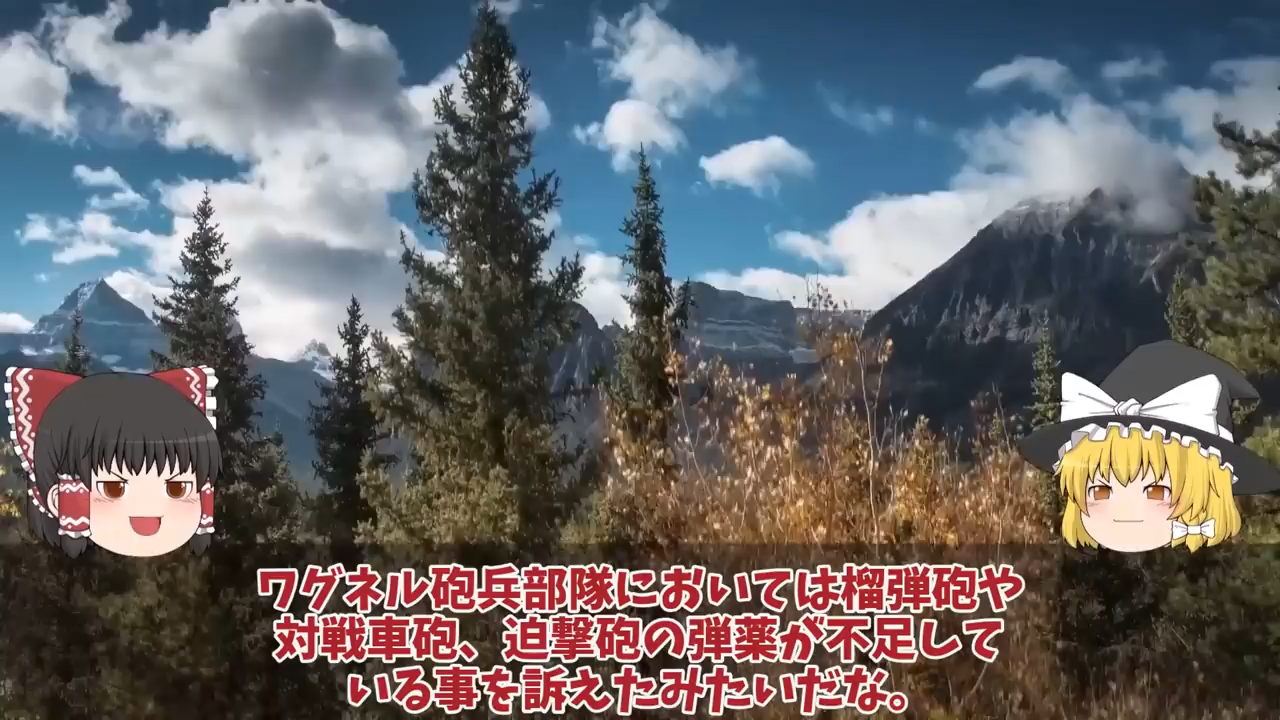 ワグネル砲兵部隊においては榴弾砲や
対戦車砲、迫撃砲の弾薬が不足して
いる事を訴えたみたいだな。